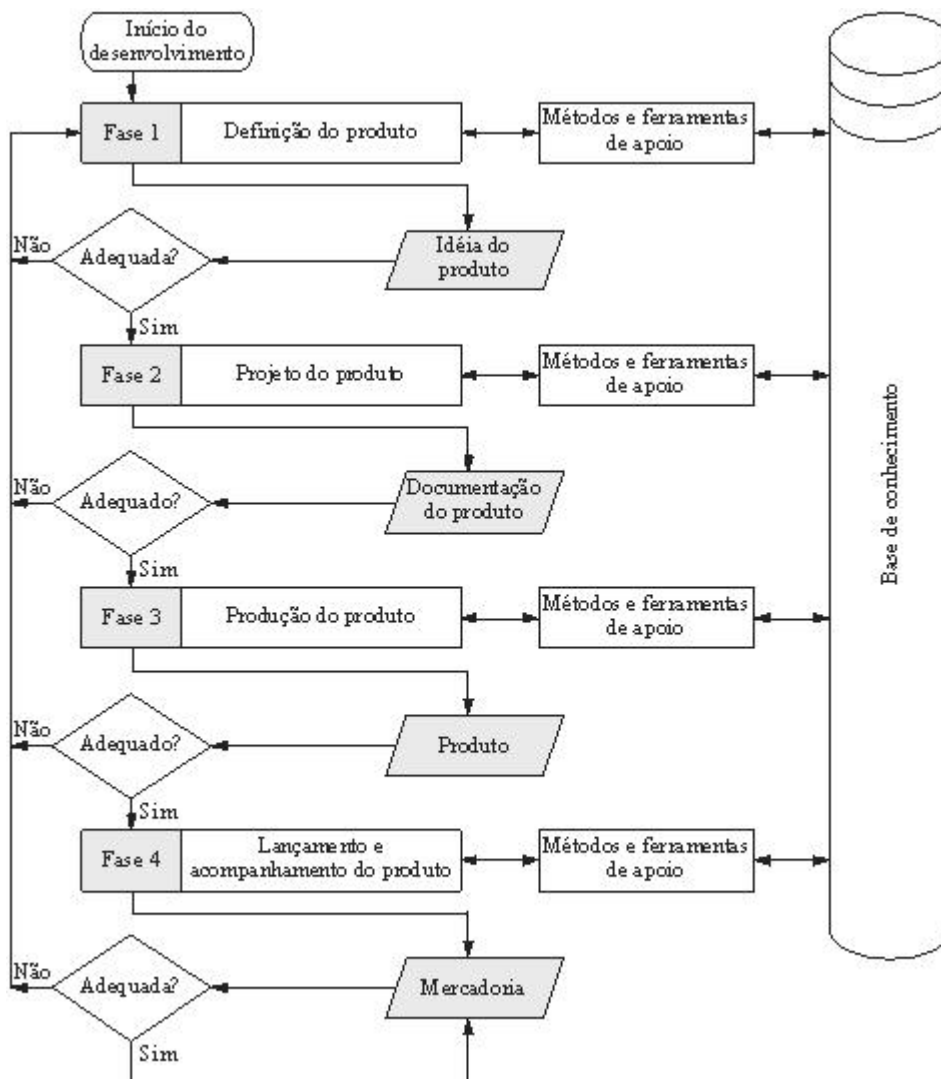 Início do
desenvolvimento
Fase 1
Definição do produto
Métodos e ferramentas
de apoio
Não
Adequada?
Idéia do
produto
Sim
Fase 2
Projeto do produto
Métodos e ferramentas
de apoio
Não
Adequado?
Documentação
do produto
Sim
Fase 3
Produção do produto
Métodos e ferramentas
de apoio
Não
Adequado?
Produto
Sim
Fase 4
Lançamento e
acompanhamento do produto
Métodos e ferramentas
de apoio
Não
Adequada?
Mercadoria
Sim
Base de conhecimento